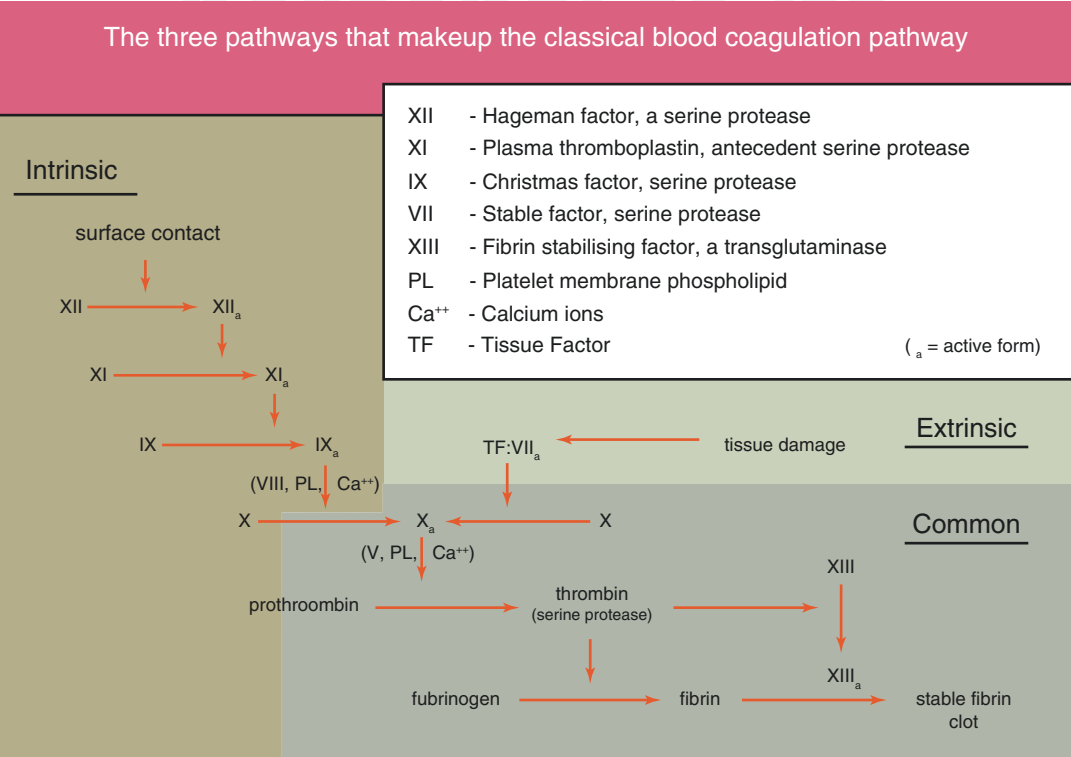 The three pathways that makeup the classical blood coagulation pathway
XII - Hageman factor, a serine protease
XI - Plasma thromboplastin, antecedent serine protease
IX - Christmas factor, serine protease
VII - Stable factor, serine protease
XIII - Fibrin stabilising factor, a transglutaminase
PL - Platelet membrane phospholipid
Ca⁺⁺ - Calcium ions
TF - Tissue Factor ( ₐ = active form)
Intrinsic
surface contact
XII XIIₐ
XI XIₐ
IX IXₐ
(VIII, PL, Ca⁺⁺)
Extrinsic
TF:VIIₐ tissue damage
Common
X Xₐ X
(V, PL, Ca⁺⁺)
XIII
prothroombin thrombin
(serine protease)
XIIIₐ
fubrinogen fibrin stable fibrin
clot